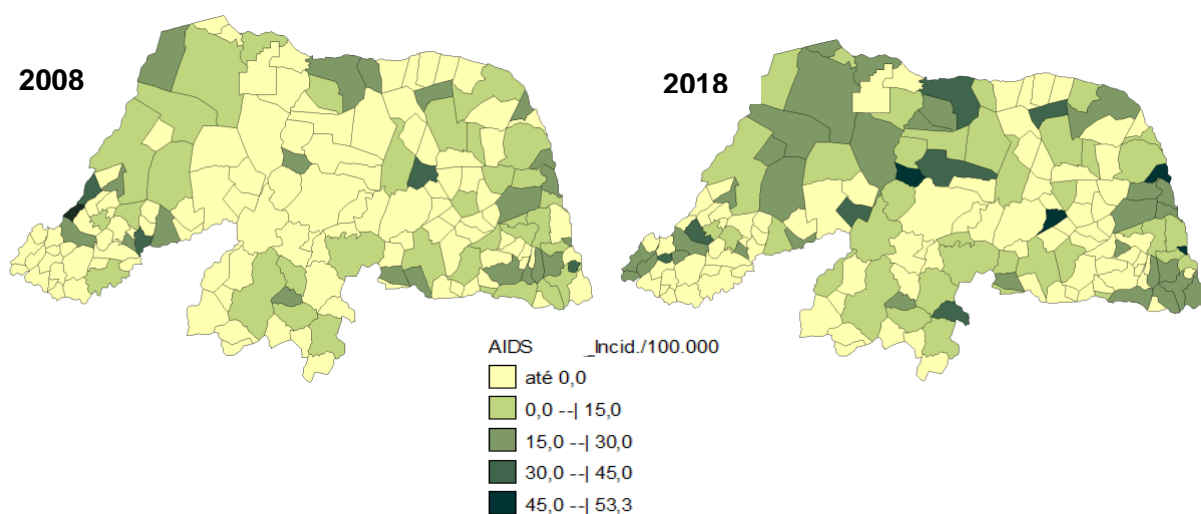 2008
2018
AIDS _Incid./100.000
até 0,0
0,0 --| 15,0
15,0 --| 30,0
30,0 --| 45,0
45,0 --| 53,3